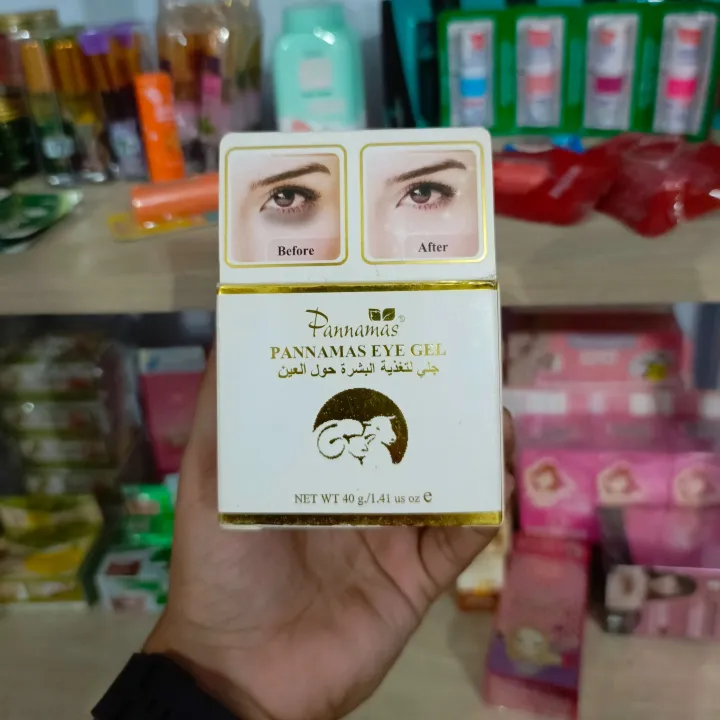 Before
After
Pannamas®
PANNAMAS EYE GEL
جلي لتغذية البشرة حول العين
NET WT 40 g./1.41 us oz e